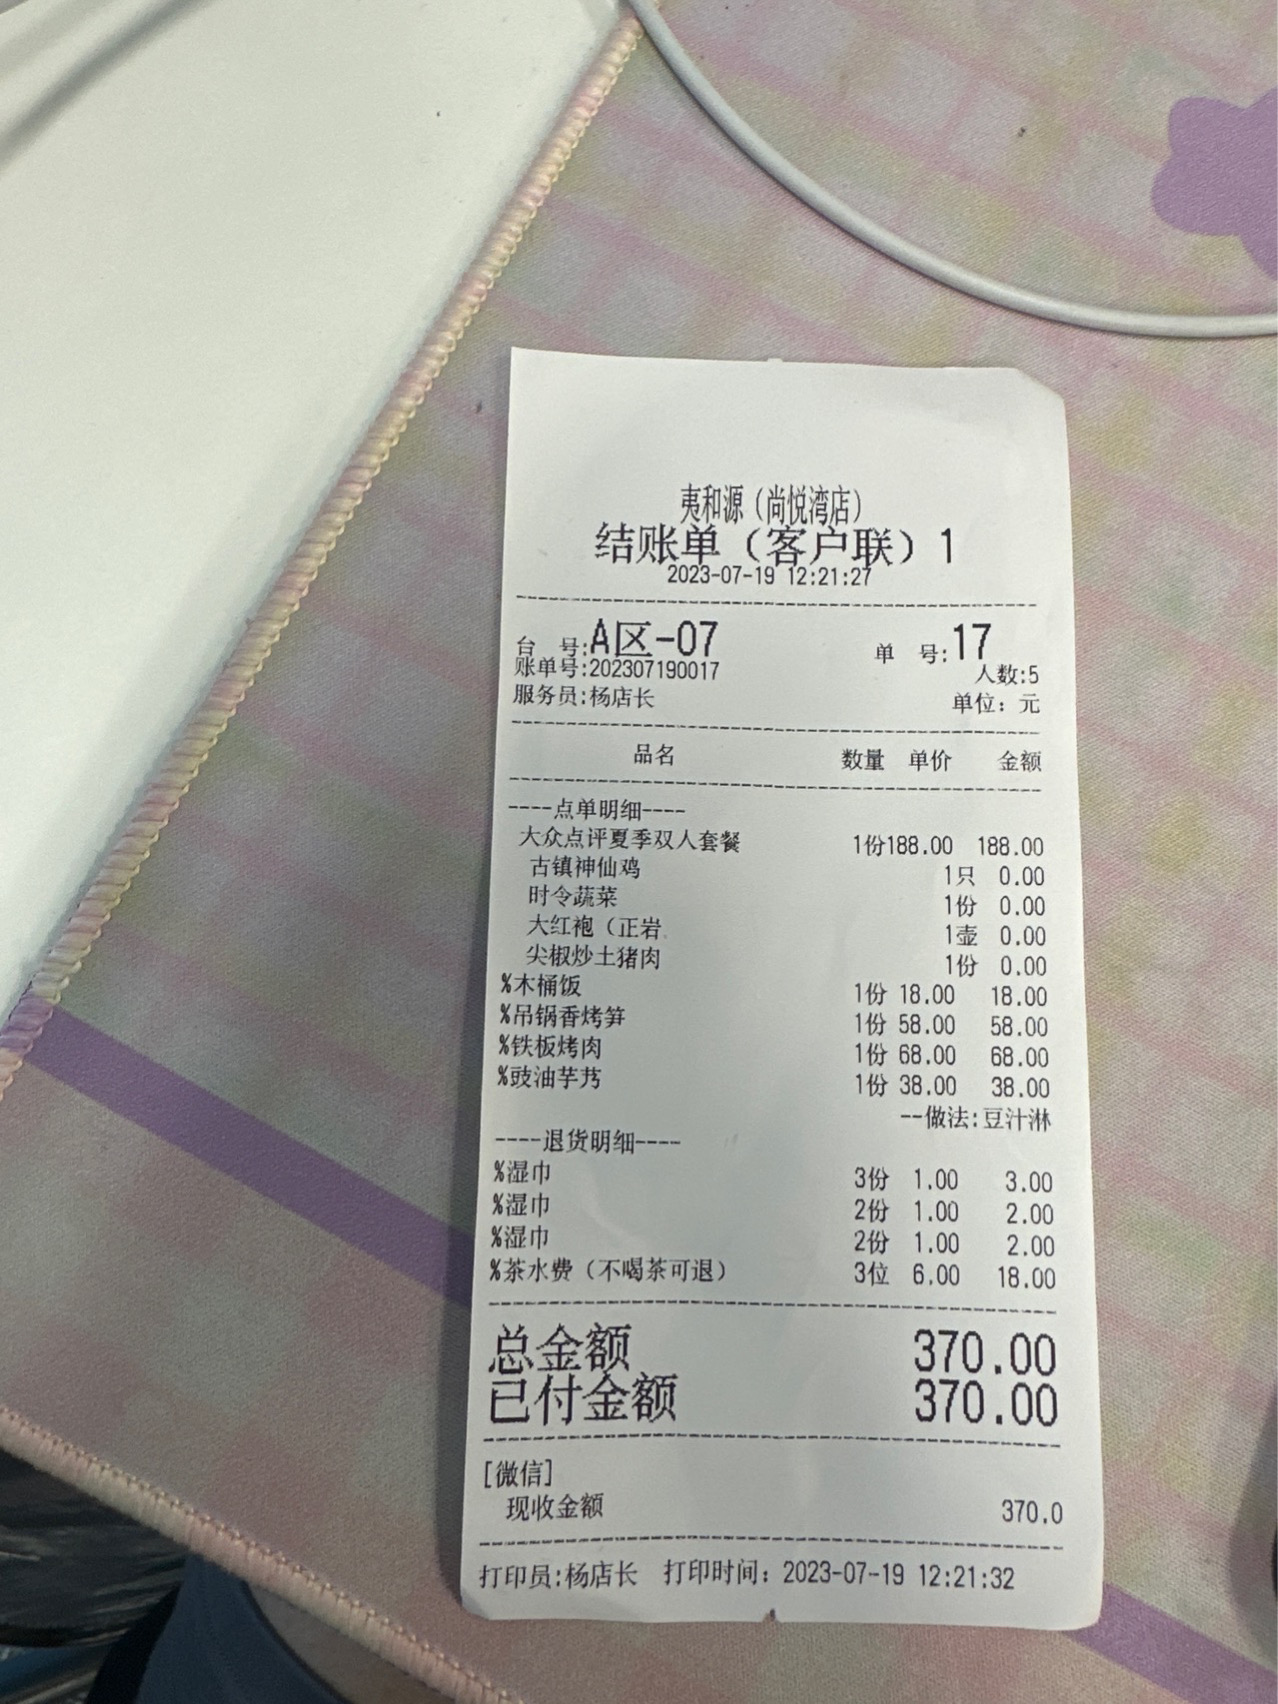 夷和源（尚悦湾店）
结账单（客户联）1
2023-07-19 12:21:27
台 号:A区-07 单 号:17
账单号:202307190017 人数:5
服务员:杨店长 单位：元
品名 数量 单价 金额
----点单明细----
大众点评夏季双人套餐 1份188.00 188.00
古镇神仙鸡 1只 0.00
时令蔬菜 1份 0.00
大红袍（正岩 1壶 0.00
尖椒炒土猪肉 1份 0.00
%木桶饭 1份 18.00 18.00
%吊锅香烤笋 1份 58.00 58.00
%铁板烤肉 1份 68.00 68.00
%豉油芋艿 1份 38.00 38.00
--做法:豆汁淋
----退货明细----
%湿巾 3份 1.00 3.00
%湿巾 2份 1.00 2.00
%湿巾 2份 1.00 2.00
%茶水费（不喝茶可退） 3位 6.00 18.00
总金额 370.00
已付金额 370.00
[微信]
现收金额 370.0
打印员:杨店长 打印时间：2023-07-19 12:21:32